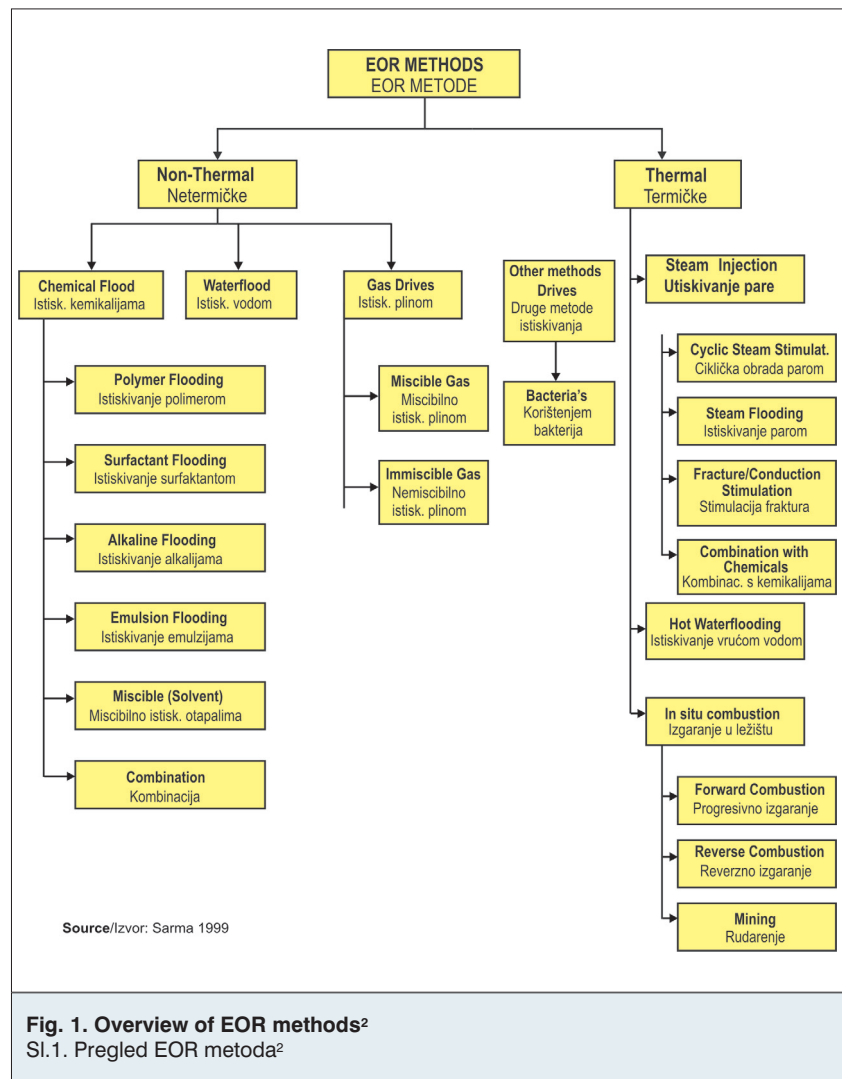 EOR METHODS
EOR METODE
Non-Thermal
Netermičke
Thermal
Termičke
Chemical Flood
Istisk. kemikalijama
Waterflood
Istisk. vodom
Gas Drives
Istisk. plinom
Other methods
Drives
Druge metode
istiskivanja
Steam Injection
Utiskivanje pare
Polymer Flooding
Istiskivanje polimerom
Surfactant Flooding
Istiskivanje surfaktantom
Alkaline Flooding
Istiskivanje alkalijama
Emulsion Flooding
Istiskivanje emulzijama
Miscible (Solvent)
Miscibilno istisk. otapalima
Combination
Kombinacija
Miscible Gas
Miscibilno
istisk. plinom
Immiscible Gas
Nemiscibilno
istisk. plinom
Bacteria's
Korištenjem
bakterija
Cyclic Steam Stimulat.
Ciklička obrada parom
Steam Flooding
Istiskivanje parom
Fracture/Conduction
Stimulation
Stimulacija fraktura
Combination with
Chemicals
Kombinac. s kemikalijama
Hot Waterflooding
Istiskivanje vrućom vodom
In situ combustion
Izgaranje u ležištu
Forward Combustion
Progresivno izgaranje
Reverse Combustion
Reverzno izgaranje
Mining
Rudarenje
Source/Izvor: Sarma 1999
Fig. 1. Overview of EOR methods²
Sl.1. Pregled EOR metoda²